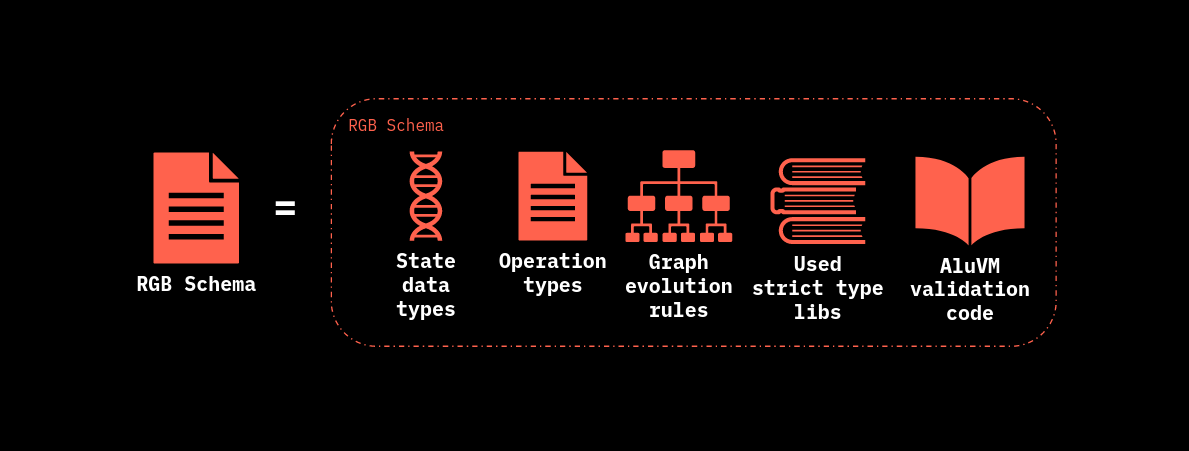 RGB Schema
=
RGB Schema
State
data
types
Operation
types
Graph
evolution
rules
Used
strict type
libs
AluVM
validation
code